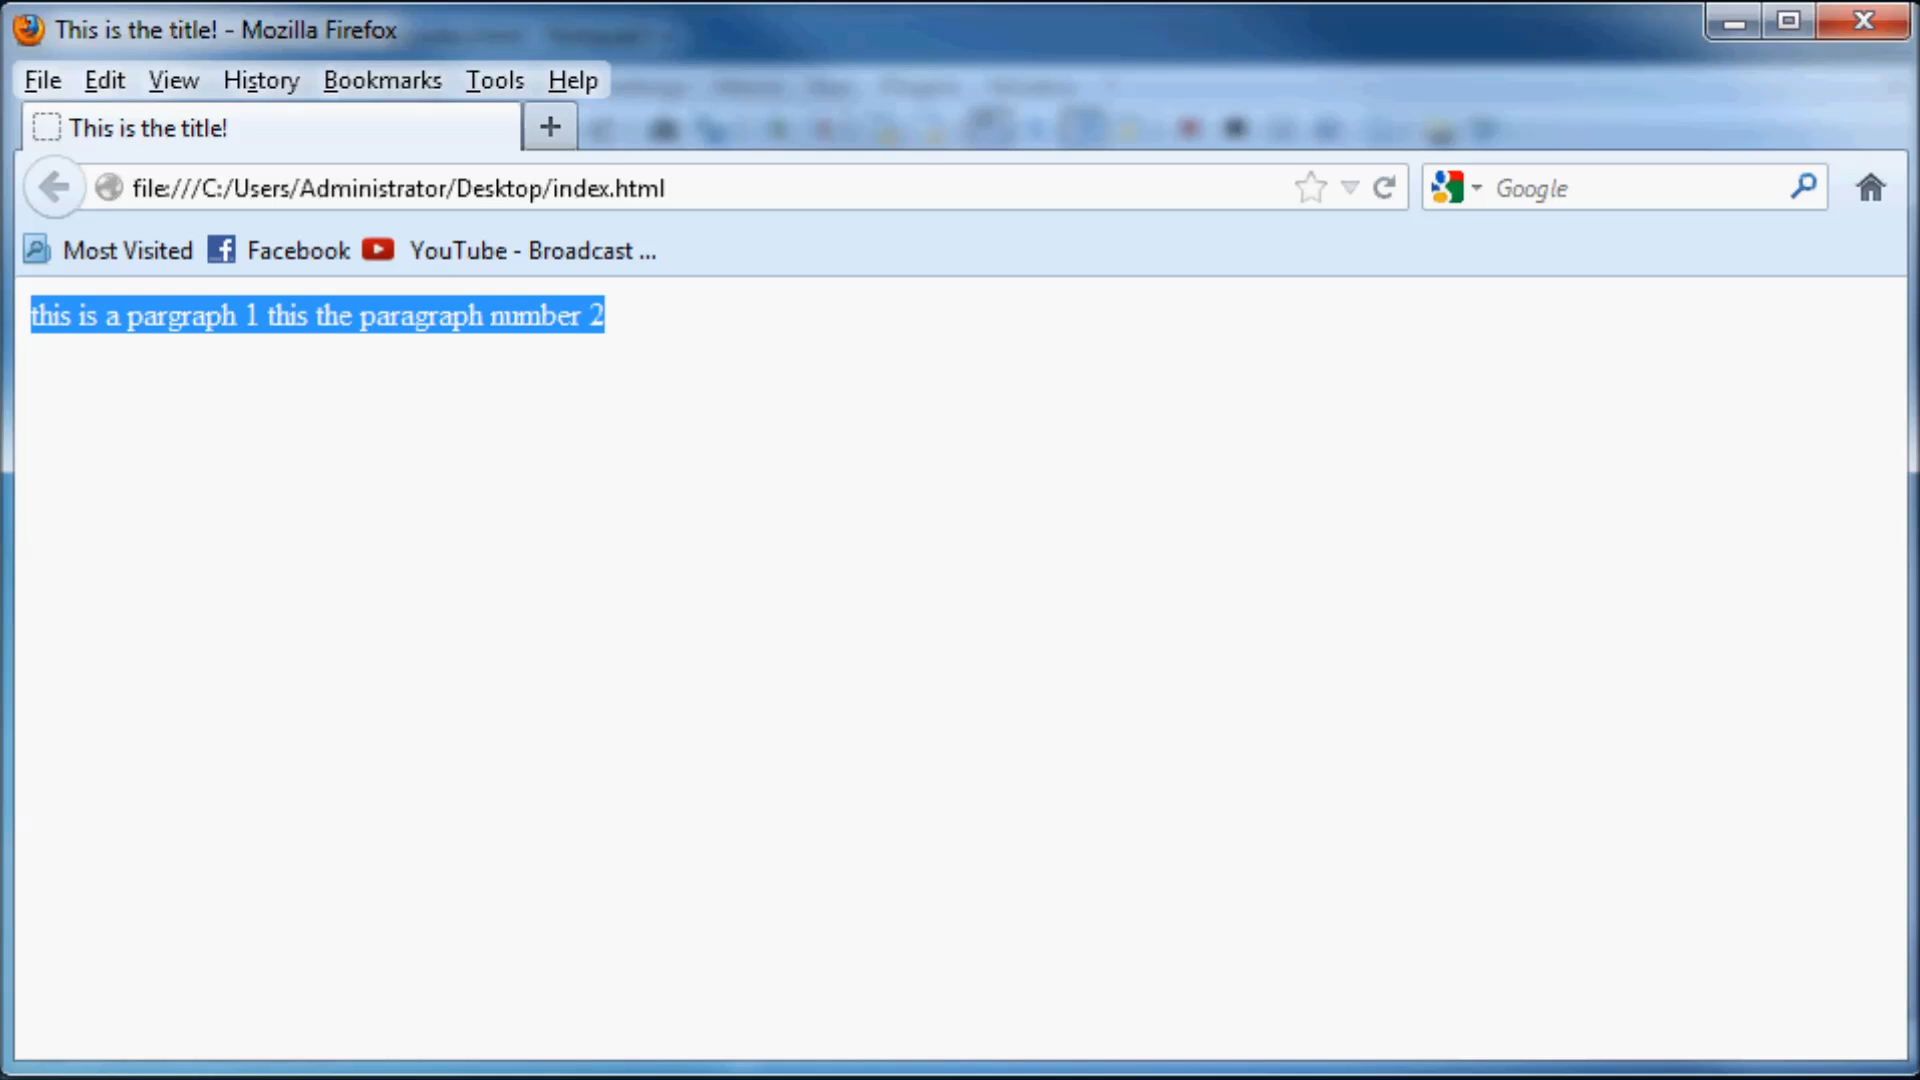 This is the title! - Mozilla Firefox
File Edit View History Bookmarks Tools Help
This is the title!
file:///C:/Users/Administrator/Desktop/index.html Google
Most Visited Facebook YouTube - Broadcast ...
this is a pargraph 1 this the paragraph number 2